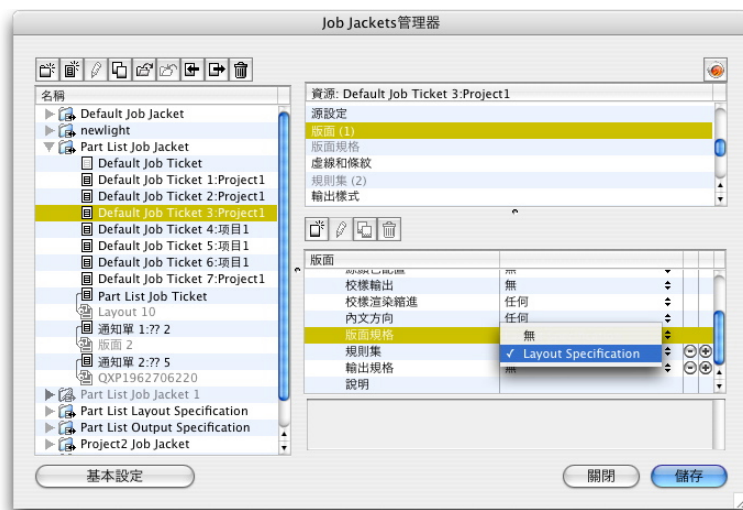 Job Jackets管理器
名稱
Default Job Jacket
newlight
Part List Job Jacket
Default Job Ticket
Default Job Ticket 1:Project1
Default Job Ticket 2:Project1
Default Job Ticket 3:Project1
Default Job Ticket 4:项目1
Default Job Ticket 5:项目1
Default Job Ticket 6:项目1
Default Job Ticket 7:Project1
Part List Job Ticket
Layout 10
通知單 1:?? 2
版面 2
通知單 2:?? 5
QXP1962706220
Part List Job Jacket 1
Part List Layout Specification
Part List Output Specification
Project2 Job Jacket
資源: Default Job Ticket 3:Project1
源設定
版面 (1)
版面規格
虛線和條紋
規則集 (2)
輸出樣式
版面
校樣輸出 無
校樣渲染縮進 任何
內文方向 任何
版面規格 無
規則集 ✓ Layout Specification
輸出規格
說明
基本設定
關閉
儲存